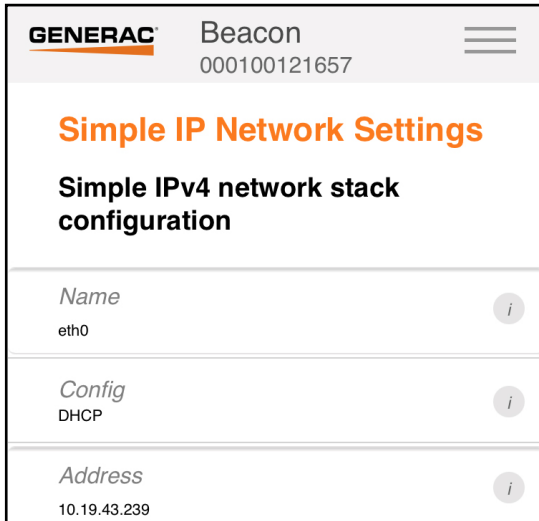 GENERAC
Beacon
000100121657
Simple IP Network Settings
Simple IPv4 network stack
configuration
Name
i
eth0
Config
i
DHCP
Address
i
10.19.43.239